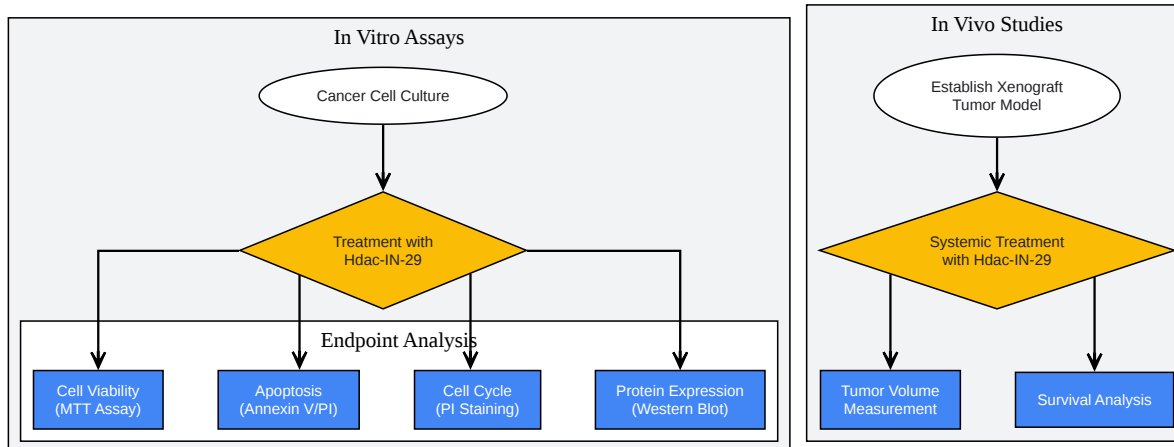 In Vitro Assays
Cancer Cell Culture
Treatment with
Hdac-IN-29
Endpoint Analysis
Cell Viability
(MTT Assay)
Apoptosis
(Annexin V/PI)
Cell Cycle
(PI Staining)
Protein Expression
(Western Blot)
In Vivo Studies
Establish Xenograft
Tumor Model
Systemic Treatment
with Hdac-IN-29
Tumor Volume
Measurement
Survival Analysis